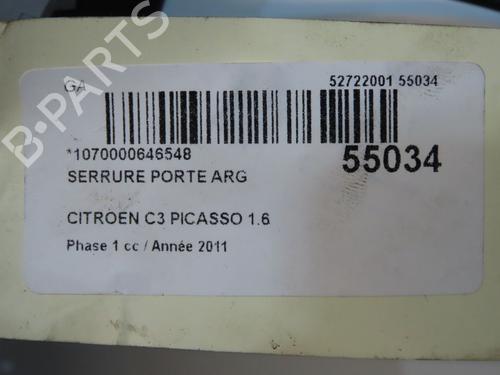 GA
52722001 55034
*1070000646548
55034
SERRURE PORTE ARG
CITROEN C3 PICASSO 1.6
Phase 1 cc / Année 2011
B-PARTS